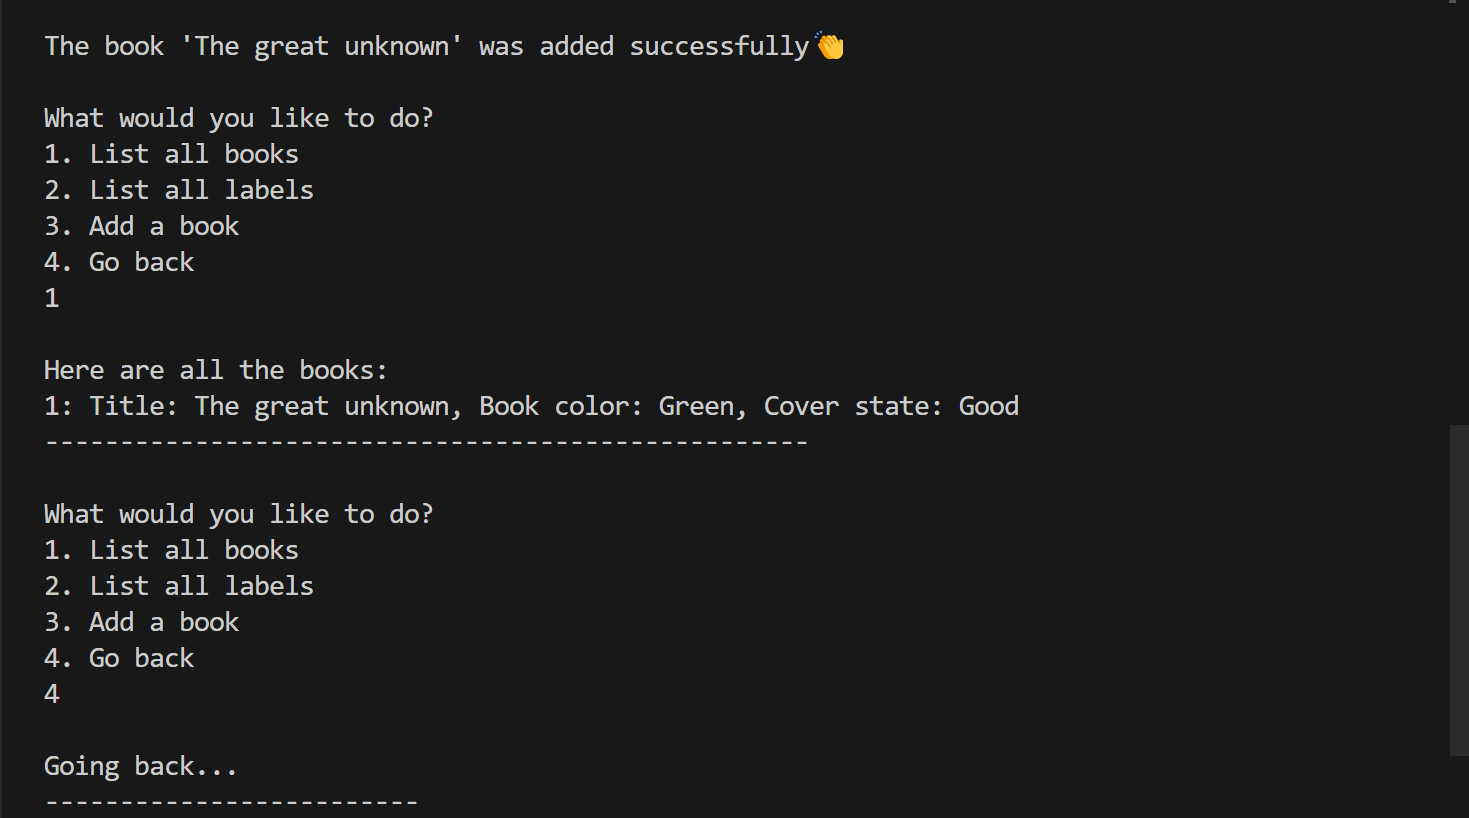 The book 'The great unknown' was added successfully👏
What would you like to do?
1. List all books
2. List all labels
3. Add a book
4. Go back
1
Here are all the books:
1: Title: The great unknown, Book color: Green, Cover state: Good
---------------------------------------------------
What would you like to do?
1. List all books
2. List all labels
3. Add a book
4. Go back
4
Going back...
-------------------------